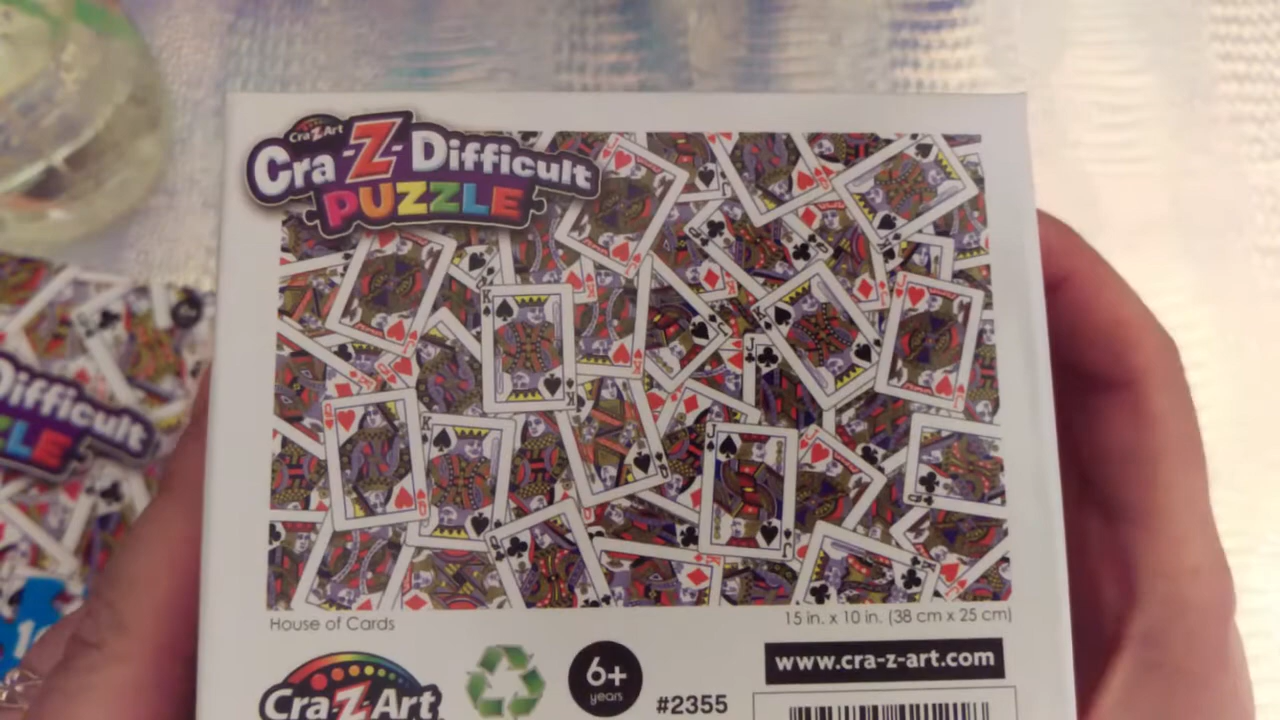 Cra-Z-Art
Cra-Z-Difficult
PUZZLE
Difficult
LE
House of Cards
15 in. x 10 in. (38 cm x 25 cm)
Cra-Z-Art
6+
years
#2355
www.cra-z-art.com